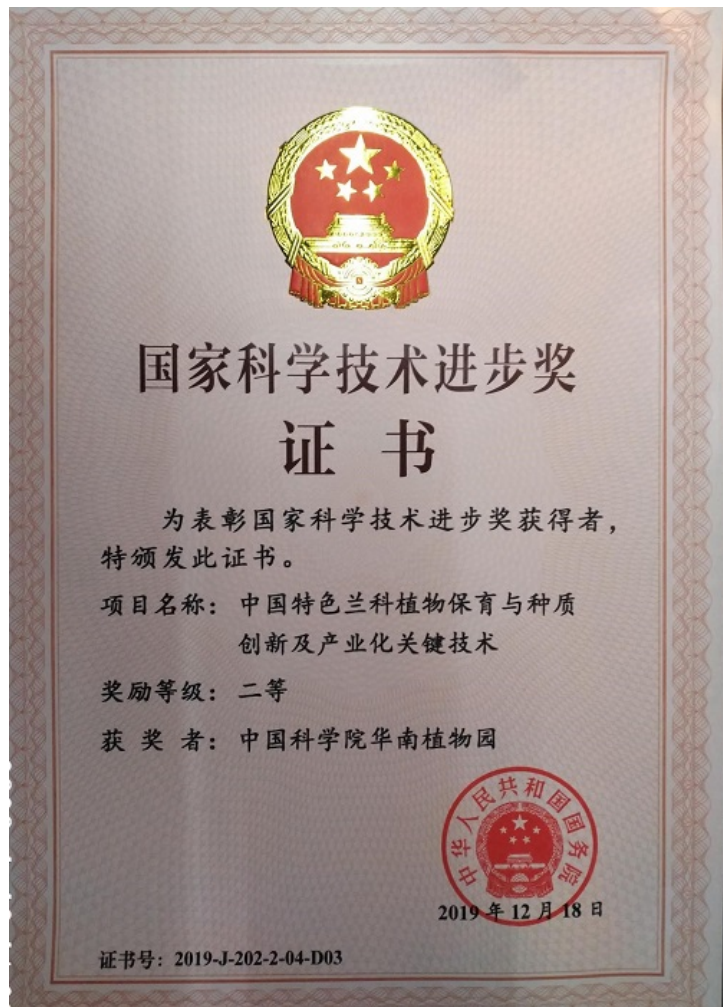 国家科学技术进步奖
证书
为表彰国家科学技术进步奖获得者，
特颁发此证书。
项目名称：中国特色兰科植物保育与种质
创新及产业化关键技术
奖励等级：二等
获奖者：中国科学院华南植物园
中华人民共和国国务院
2019年12月18日
证书号：2019-J-202-2-04-D03